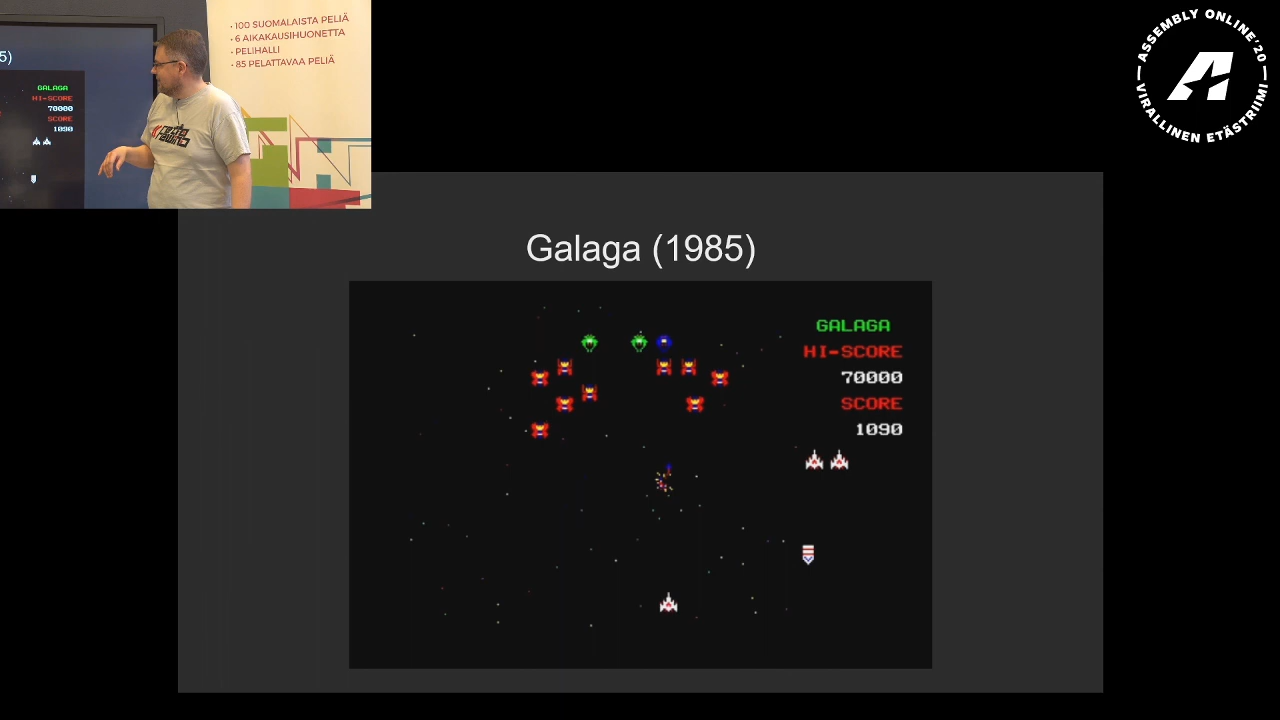 • 100 SUOMALAISTA PELIÄ
• 6 AIKAKAUSIHUONETTA
• PELIHALLI
• 85 PELATTAVAA PELIÄ
5)
GALAGA
HI-SCORE
70000
SCORE
1090
ASSEMBLY ONLINE'20
VIRALLINEN ETÄSTRIIMI
Galaga (1985)
GALAGA
HI-SCORE
70000
SCORE
1090